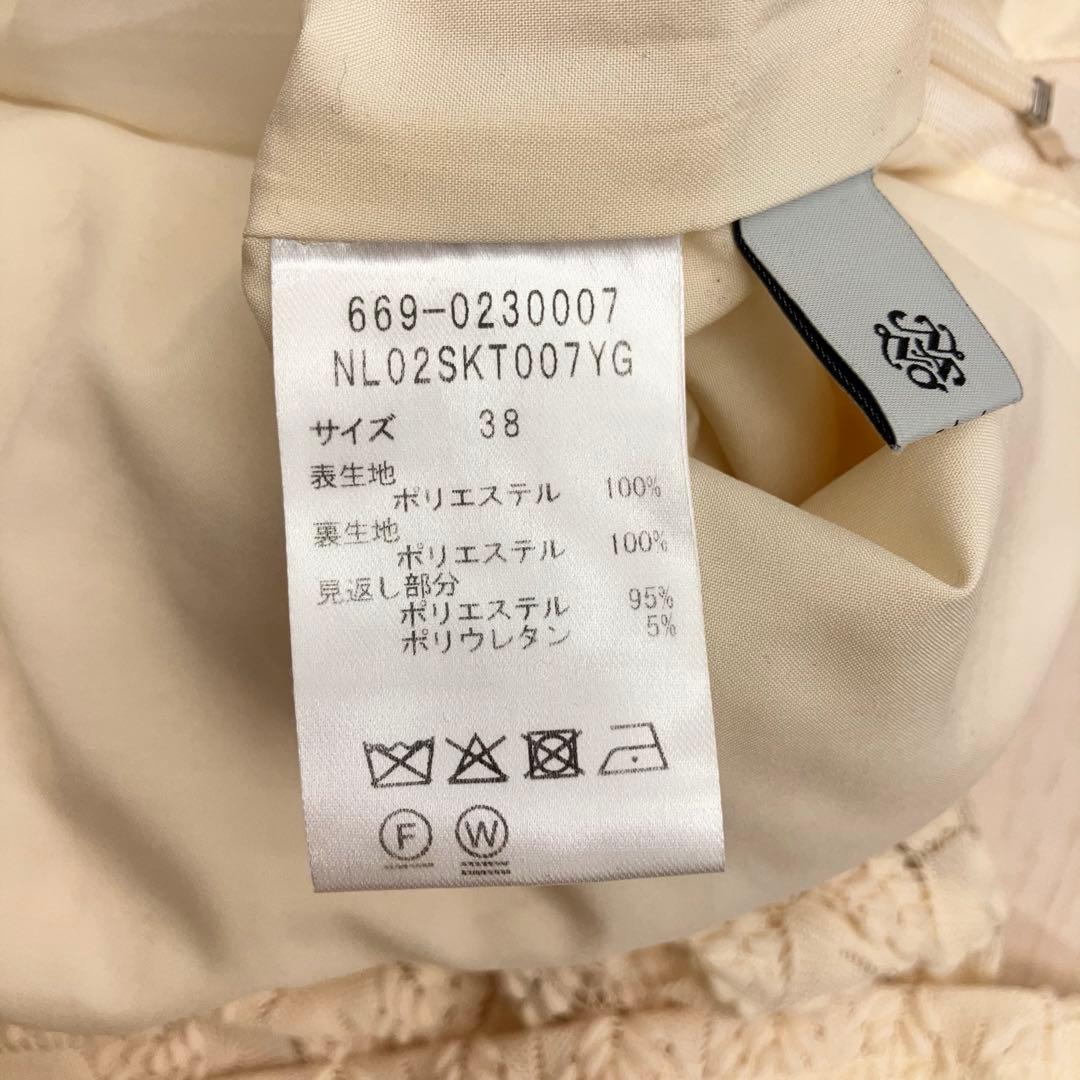 669-0230007
NL02SKT007YG
サイズ 38
表生地
ポリエステル 100%
裏生地
ポリエステル 100%
見返し部分
ポリエステル 95%
ポリウレタン 5%
F W